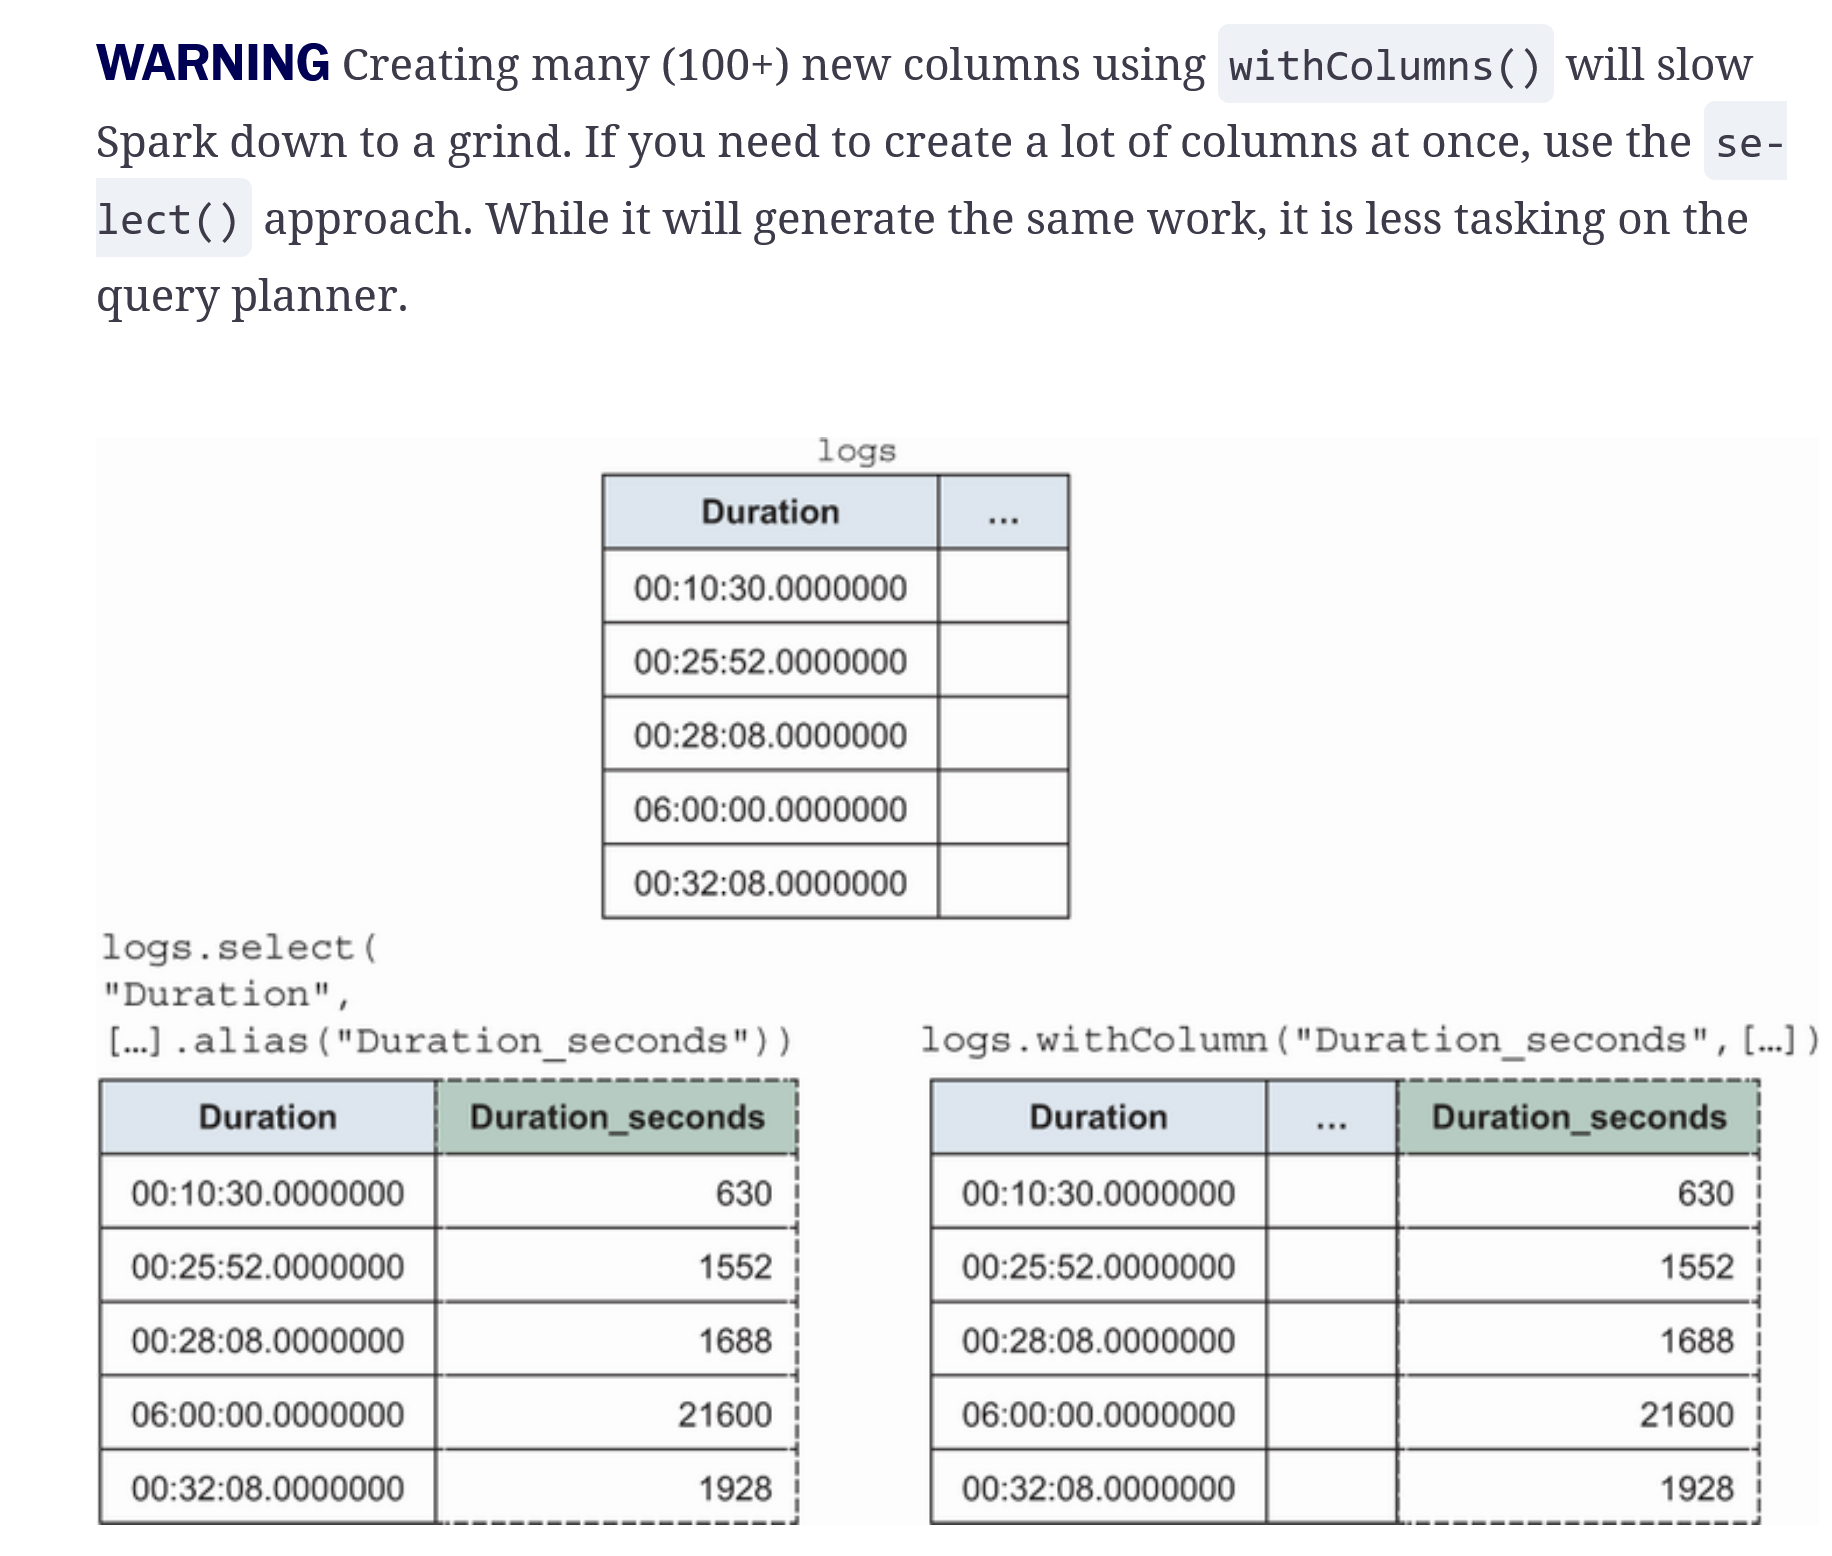 WARNING Creating many (100+) new columns using withColumns() will slow
Spark down to a grind. If you need to create a lot of columns at once, use the se-
lect() approach. While it will generate the same work, it is less tasking on the
query planner.
logs
Duration ...
00:10:30.0000000
00:25:52.0000000
00:28:08.0000000
06:00:00.0000000
00:32:08.0000000
logs.select(
"Duration",
[…].alias("Duration_seconds"))
Duration Duration_seconds
00:10:30.0000000 630
00:25:52.0000000 1552
00:28:08.0000000 1688
06:00:00.0000000 21600
00:32:08.0000000 1928
logs.withColumn("Duration_seconds",[…])
Duration ... Duration_seconds
00:10:30.0000000 630
00:25:52.0000000 1552
00:28:08.0000000 1688
06:00:00.0000000 21600
00:32:08.0000000 1928